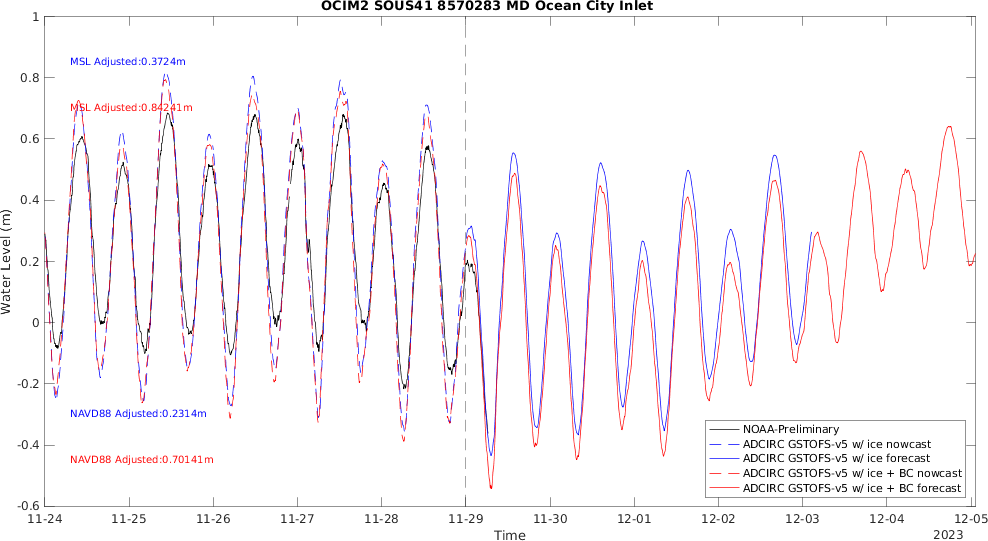 OCIM2 SOUS41 8570283 MD Ocean City Inlet
1
0.8
0.6
0.4
0.2
0
-0.2
-0.4
-0.6
Water Level (m)
MSL Adjusted:0.3724m
MSL Adjusted:0.84241m
NAVD88 Adjusted:0.2314m
NAVD88 Adjusted:0.70141m
NOAA-Preliminary
ADCIRC GSTOFS-v5 w/ ice nowcast
ADCIRC GSTOFS-v5 w/ ice forecast
ADCIRC GSTOFS-v5 w/ ice + BC nowcast
ADCIRC GSTOFS-v5 w/ ice + BC forecast
11-24 11-25 11-26 11-27 11-28 11-29 11-30 12-01 12-02 12-03 12-04 12-05
Time
2023